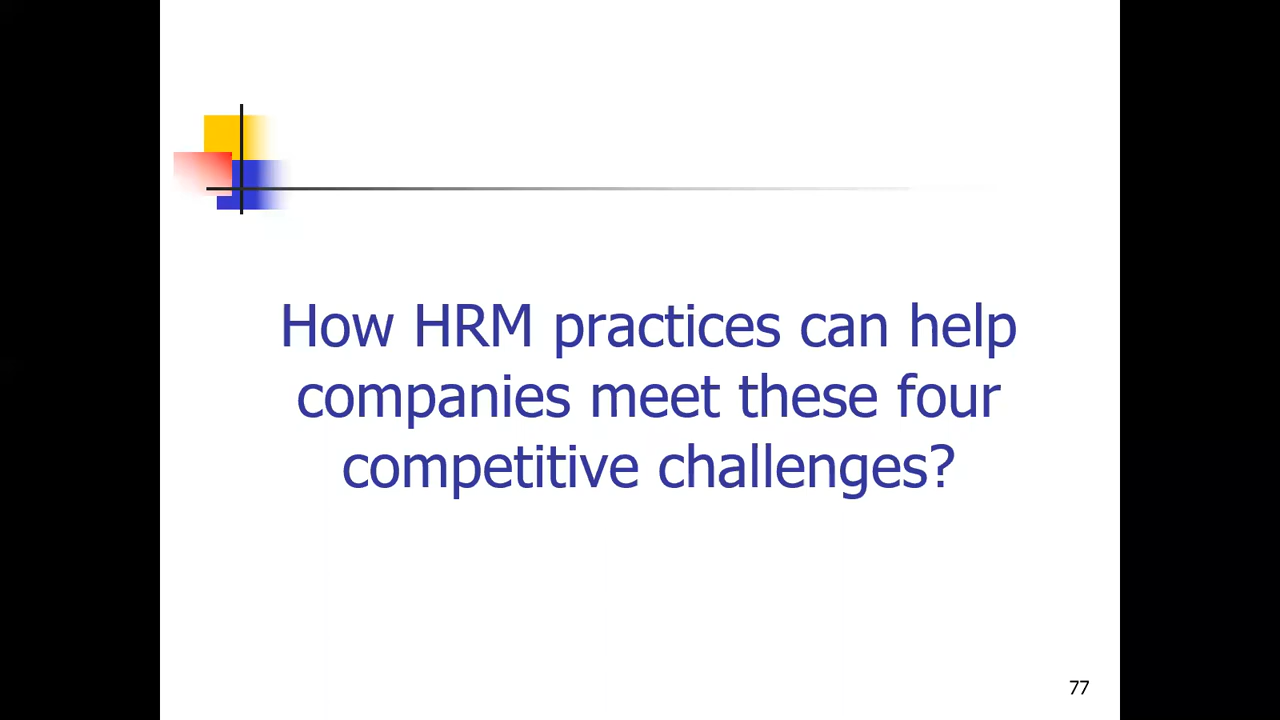 How HRM practices can help
companies meet these four
competitive challenges?
77